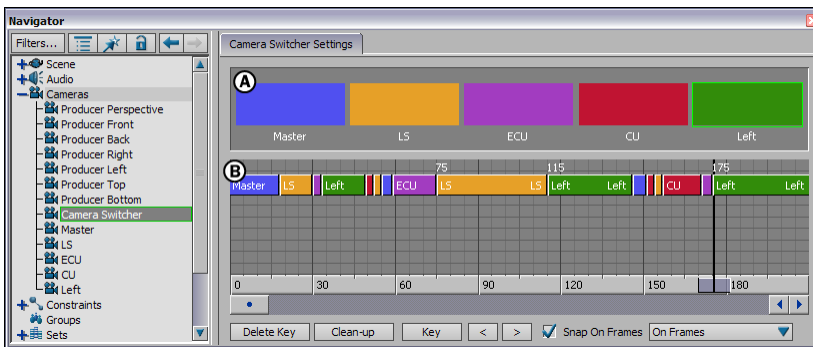 Navigator
Filters...
Scene
Audio
Cameras
Producer Perspective
Producer Front
Producer Back
Producer Right
Producer Left
Producer Top
Producer Bottom
Camera Switcher
Master
LS
ECU
CU
Left
Constraints
Groups
Sets
Camera Switcher Settings
A
Master LS ECU CU Left
B
75 115 175
Master LS Left ECU LS LS Left Left CU Left Left
0 30 60 90 120 150 180
Delete Key Clean-up Key < > Snap On Frames On Frames